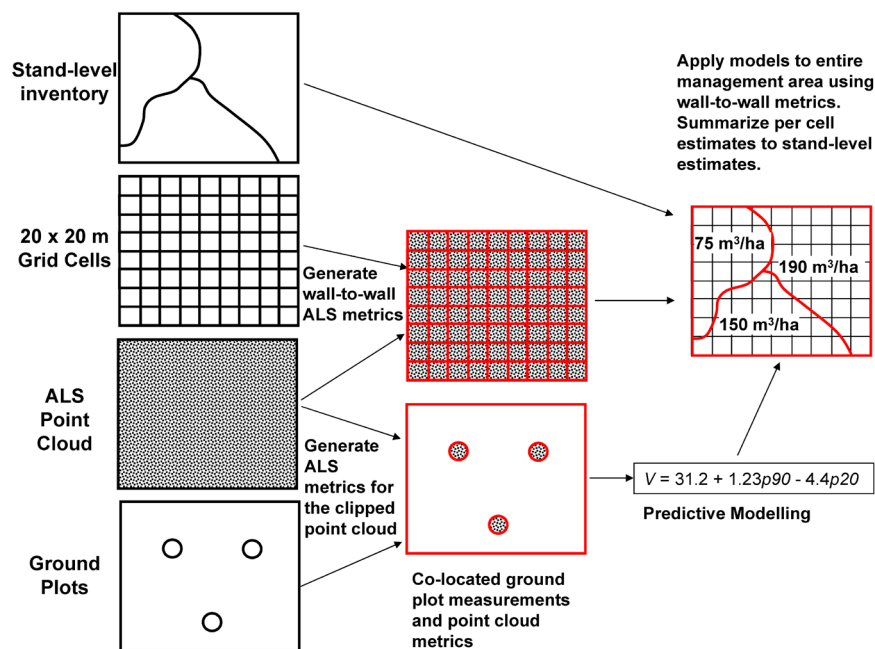 Stand-level
inventory
20 x 20 m
Grid Cells
ALS
Point
Cloud
Ground
Plots
Generate
wall-to-wall
ALS metrics
Generate
ALS
metrics for
the clipped
point cloud
Co-located ground
plot measurements
and point cloud
metrics
V = 31.2 + 1.23p90 - 4.4p20
Predictive Modelling
Apply models to entire
management area using
wall-to-wall metrics.
Summarize per cell
estimates to stand-level
estimates.
75 m³/ha
190 m³/ha
150 m³/ha